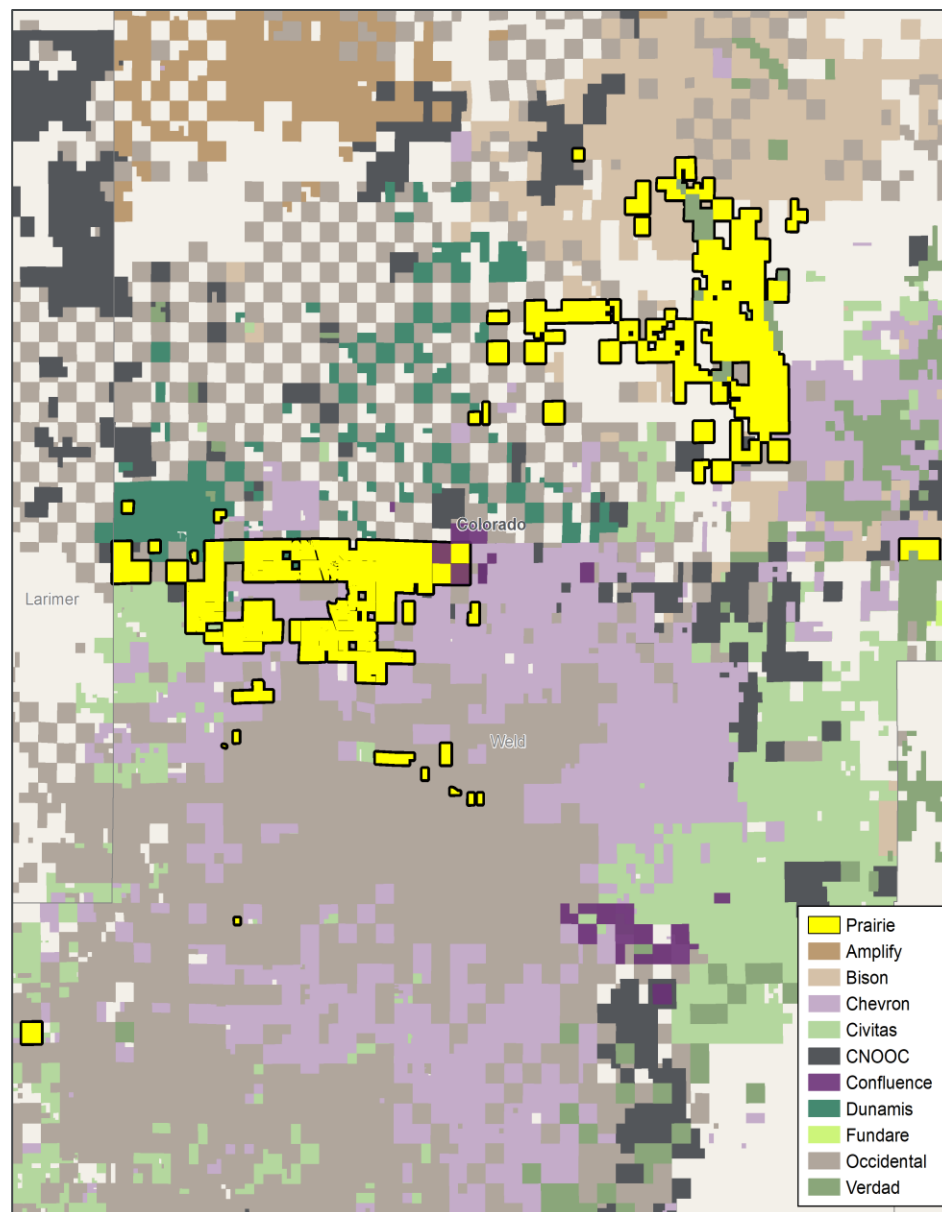 Colorado
Larimer
Weld
Prairie
Amplify
Bison
Chevron
Civitas
CNOOC
Confluence
Dunamis
Fundare
Occidental
Verdad